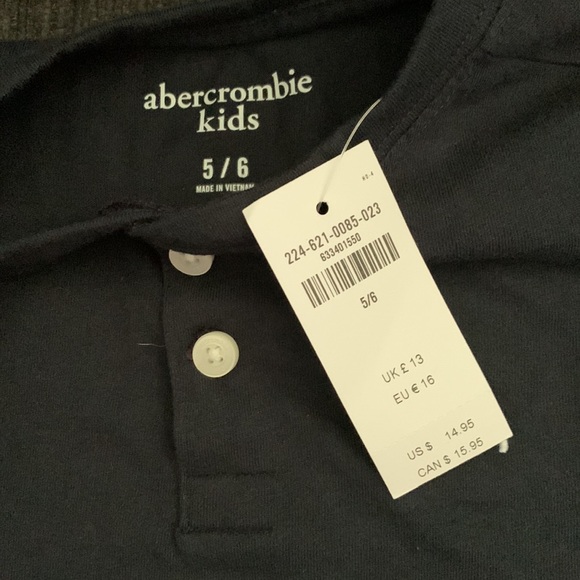 abercrombie
kids
5 / 6
MADE IN VIETNAM
224-621-0085-023
633401550
5/6
UK £ 13
EU € 16
US $ 14.95
CAN $ 15.95